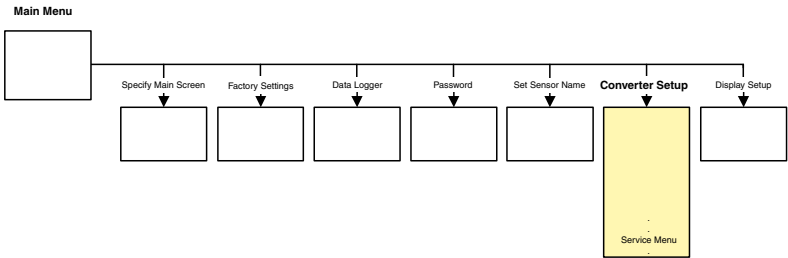 Main Menu
Specify Main Screen
Factory Settings
Data Logger
Password
Set Sensor Name
Converter Setup
Display Setup
.
.
Service Menu
.